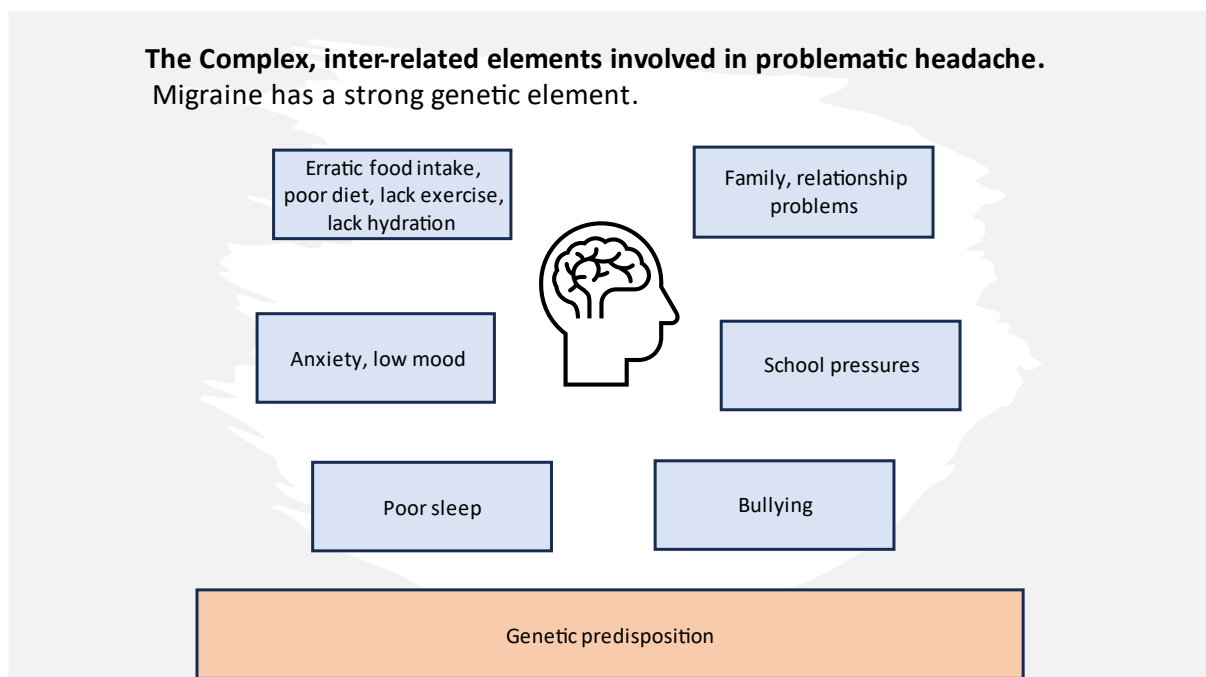 The Complex, inter-related elements involved in problematic headache.
Migraine has a strong genetic element.
Erratic food intake,
poor diet, lack exercise,
lack hydration
Family, relationship
problems
Anxiety, low mood
School pressures
Poor sleep
Bullying
Genetic predisposition